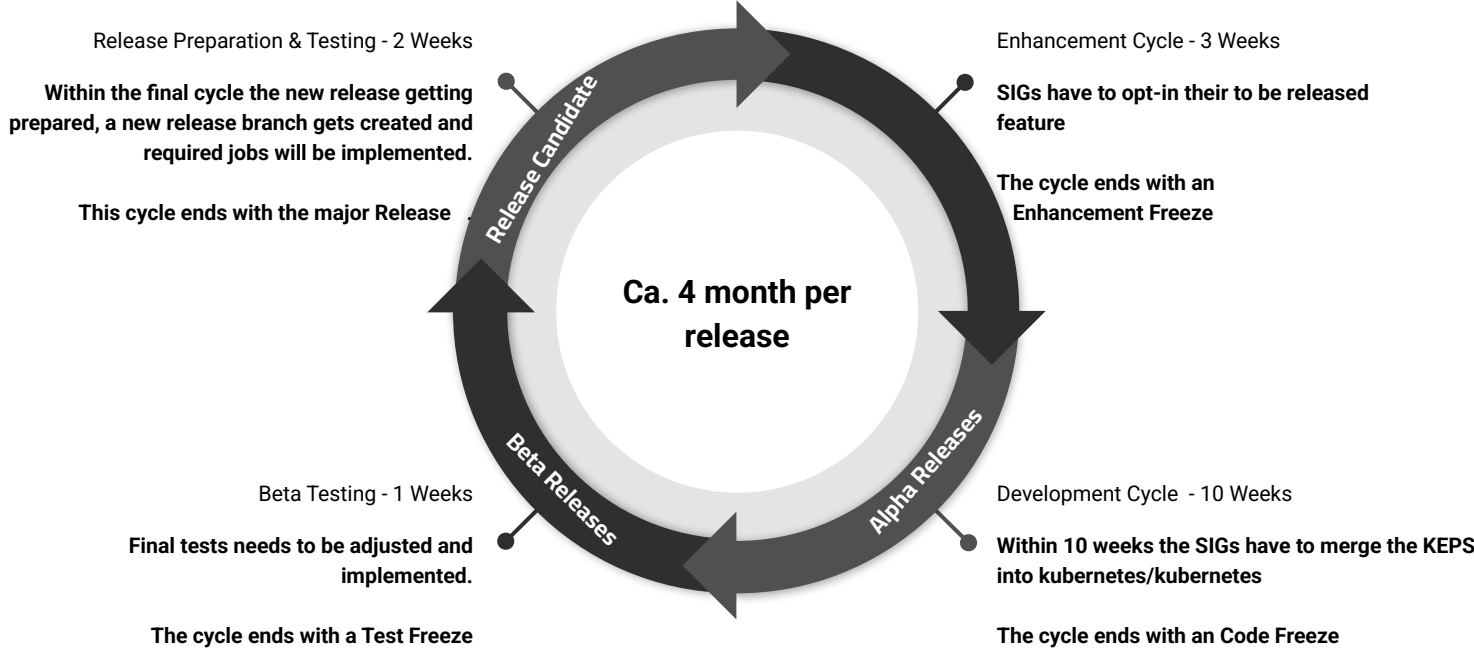 Release Preparation & Testing - 2 Weeks
Within the final cycle the new release getting
prepared, a new release branch gets created and
required jobs will be implemented.
This cycle ends with the major Release .
Release Candidate
Enhancement Cycle - 3 Weeks
SIGs have to opt-in their to be released
feature
The cycle ends with an
Enhancement Freeze
Ca. 4 month per
release
Beta Testing - 1 Weeks
Final tests needs to be adjusted and
implemented.
The cycle ends with a Test Freeze
Beta Releases
Alpha Releases
Development Cycle - 10 Weeks
Within 10 weeks the SIGs have to merge the KEPS
into kubernetes/kubernetes
The cycle ends with an Code Freeze